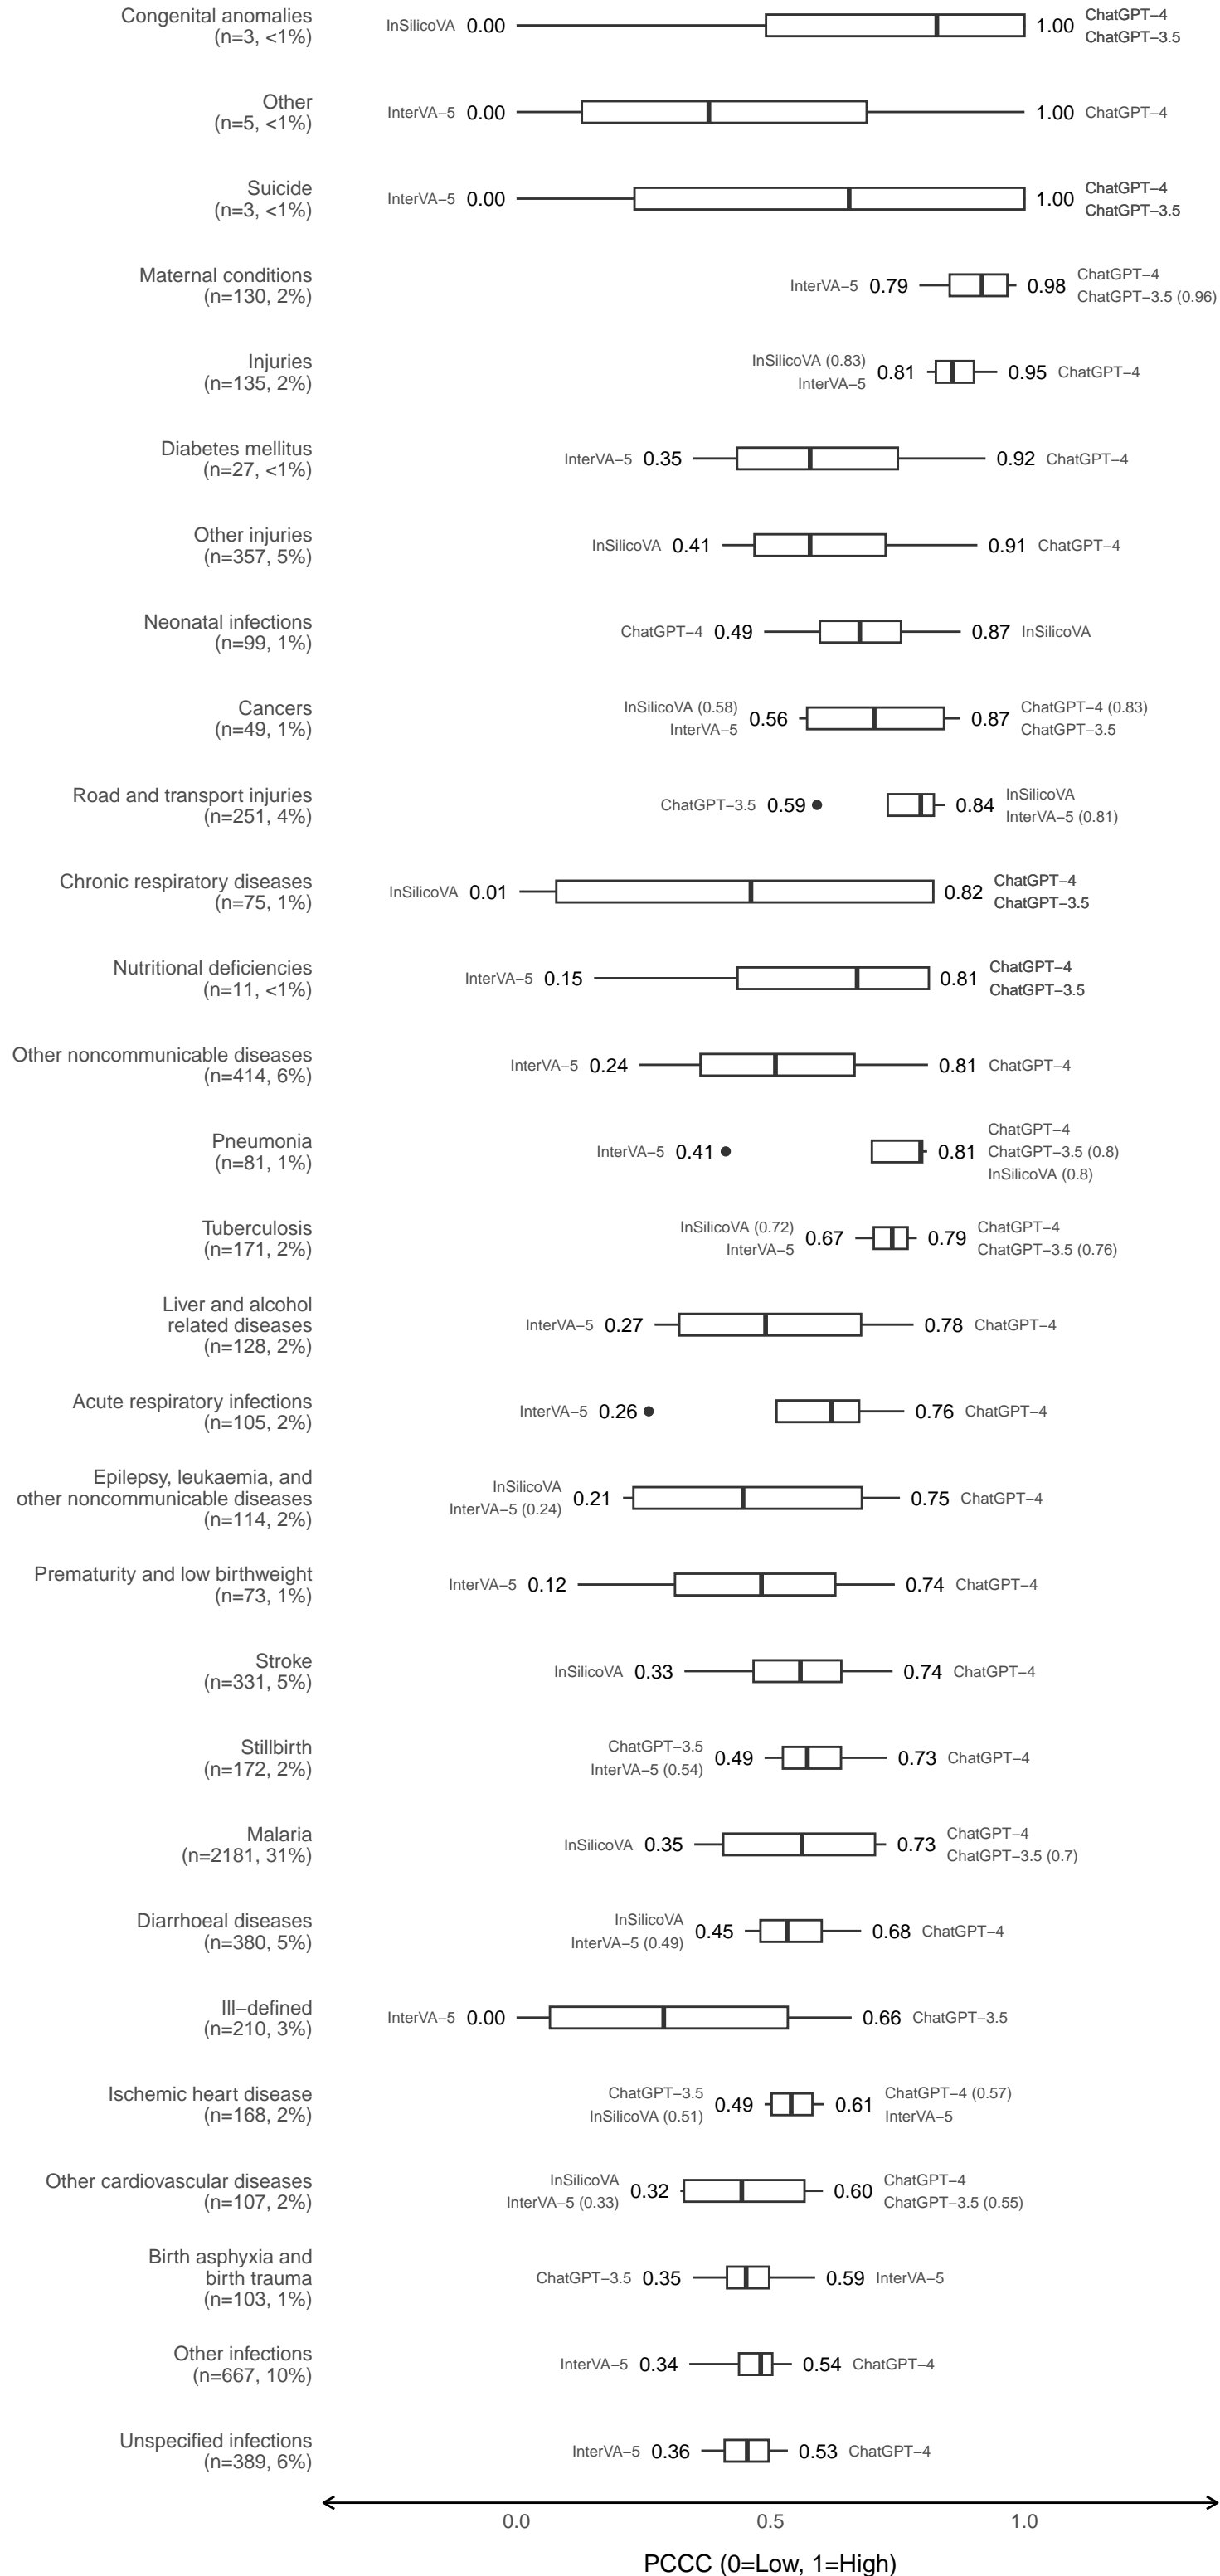 Congenital anomalies
(n=3, <1%)
InSilicoVA 0.00
1.00
ChatGPT−4
ChatGPT−3.5
Other
(n=5, <1%)
InterVA−5 0.00
1.00 ChatGPT−4
Suicide
(n=3, <1%)
InterVA−5 0.00
1.00
ChatGPT−4
ChatGPT−3.5
Maternal conditions
(n=130, 2%)
InterVA−5 0.79
0.98
ChatGPT−4
ChatGPT−3.5 (0.96)
Injuries
(n=135, 2%)
InSilicoVA (0.83)
InterVA−5
0.81
0.95 ChatGPT−4
Diabetes mellitus
(n=27, <1%)
InterVA−5 0.35
0.92 ChatGPT−4
Other injuries
(n=357, 5%)
InSilicoVA 0.41
0.91 ChatGPT−4
Neonatal infections
(n=99, 1%)
ChatGPT−4 0.49
0.87 InSilicoVA
Cancers
(n=49, 1%)
InSilicoVA (0.58)
InterVA−5
0.56
0.87
ChatGPT−4 (0.83)
ChatGPT−3.5
Road and transport injuries
(n=251, 4%)
ChatGPT−3.5 0.59
0.84
InSilicoVA
InterVA−5 (0.81)
Chronic respiratory diseases
(n=75, 1%)
InSilicoVA 0.01
0.82
ChatGPT−4
ChatGPT−3.5
Nutritional deficiencies
(n=11, <1%)
InterVA−5 0.15
0.81
ChatGPT−4
ChatGPT−3.5
Other noncommunicable diseases
(n=414, 6%)
InterVA−5 0.24
0.81 ChatGPT−4
Pneumonia
(n=81, 1%)
InterVA−5 0.41
0.81
ChatGPT−4
ChatGPT−3.5 (0.8)
InSilicoVA (0.8)
Tuberculosis
(n=171, 2%)
InSilicoVA (0.72)
InterVA−5
0.67
0.79
ChatGPT−4
ChatGPT−3.5 (0.76)
Liver and alcohol
related diseases
(n=128, 2%)
InterVA−5 0.27
0.78 ChatGPT−4
Acute respiratory infections
(n=105, 2%)
InterVA−5 0.26
0.76 ChatGPT−4
Epilepsy, leukaemia, and
other noncommunicable diseases
(n=114, 2%)
InSilicoVA
InterVA−5 (0.24)
0.21
0.75 ChatGPT−4
Prematurity and low birthweight
(n=73, 1%)
InterVA−5 0.12
0.74 ChatGPT−4
Stroke
(n=331, 5%)
InSilicoVA 0.33
0.74 ChatGPT−4
Stillbirth
(n=172, 2%)
ChatGPT−3.5
InterVA−5 (0.54)
0.49
0.73 ChatGPT−4
Malaria
(n=2181, 31%)
InSilicoVA 0.35
0.73
ChatGPT−4
ChatGPT−3.5 (0.7)
Diarrhoeal diseases
(n=380, 5%)
InSilicoVA
InterVA−5 (0.49)
0.45
0.68 ChatGPT−4
Ill−defined
(n=210, 3%)
InterVA−5 0.00
0.66 ChatGPT−3.5
Ischemic heart disease
(n=168, 2%)
ChatGPT−3.5
InSilicoVA (0.51)
0.49
0.61
ChatGPT−4 (0.57)
InterVA−5
Other cardiovascular diseases
(n=107, 2%)
InSilicoVA
InterVA−5 (0.33)
0.32
0.60
ChatGPT−4
ChatGPT−3.5 (0.55)
Birth asphyxia and
birth trauma
(n=103, 1%)
ChatGPT−3.5 0.35
0.59 InterVA−5
Other infections
(n=667, 10%)
InterVA−5 0.34
0.54 ChatGPT−4
Unspecified infections
(n=389, 6%)
InterVA−5 0.36
0.53 ChatGPT−4
0.0 0.5 1.0
PCCC (0=Low, 1=High)